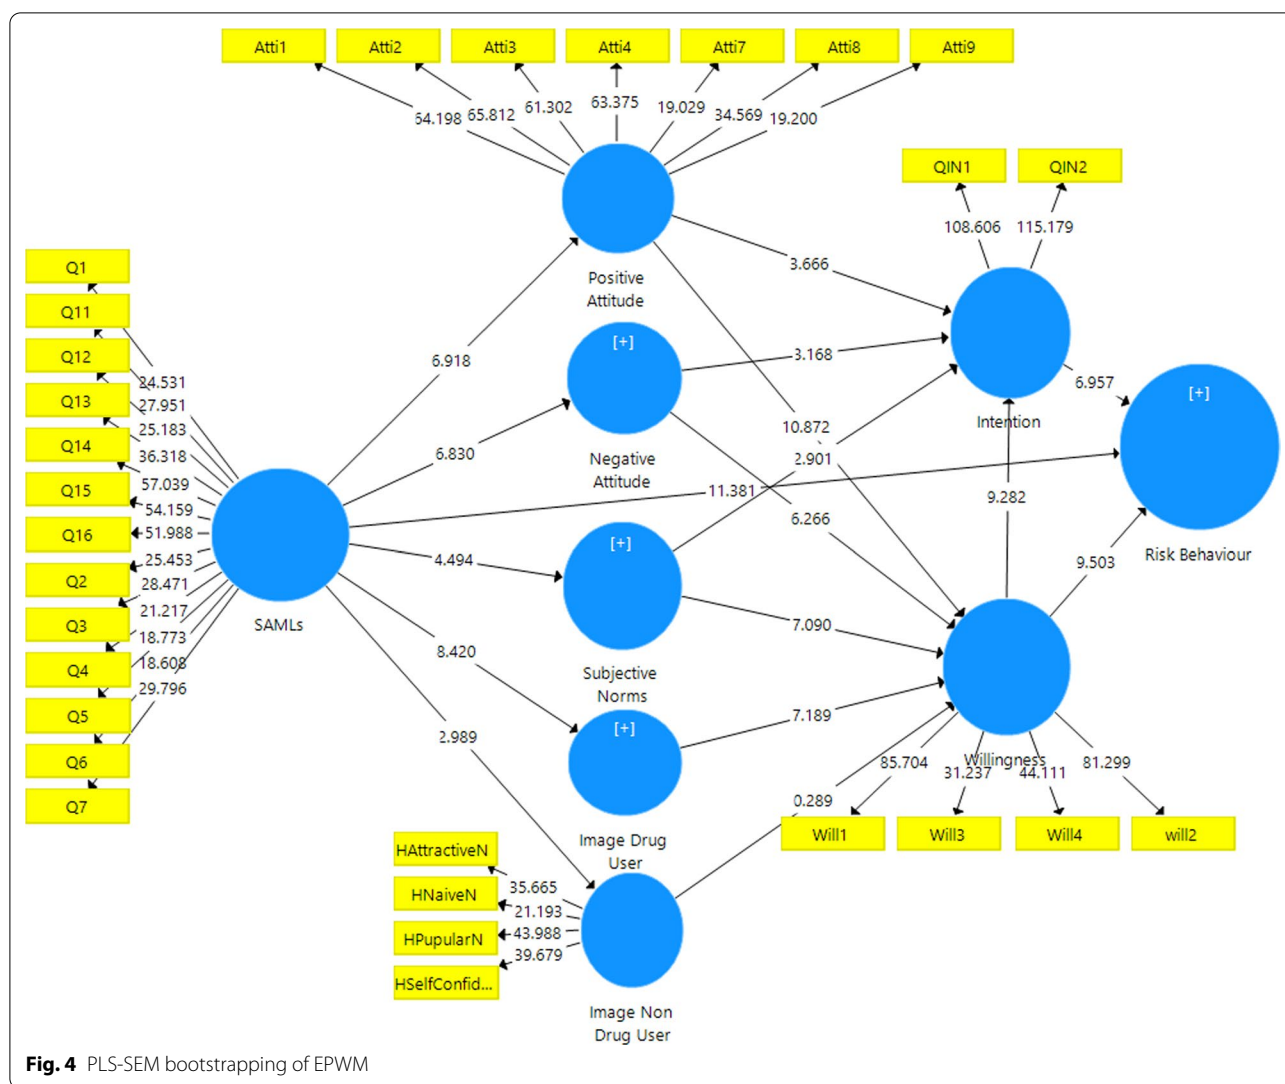 Atti1
Atti2
Atti3
Atti4
Atti7
Atti8
Atti9
54.198
65.812
61.302
63.375
19.029
34.569
19.200
Positive
Attitude
QIN1
QIN2
108.606
115.179
Intention
Q1
Q11
Q12
Q13
Q14
Q15
Q16
Q2
Q3
Q4
Q5
Q6
Q7
24.531
27.951
25.183
36.318
57.039
54.159
51.988
25.453
28.471
21.217
18.773
18.608
29.796
SAMLs
6.918
6.830
11.381
4.494
8.420
2.989
3.666
3.168
10.872
2.901
6.266
9.282
6.957
9.503
7.090
7.189
0.289
[+]
Negative
Attitude
[+]
Subjective
Norms
[+]
Image Drug
User
[+]
Risk Behaviour
Willingness
85.704
31.237
44.111
81.299
Will1
Will3
Will4
will2
HAttractiveN
HNaiveN
HPupularN
HSelfConfid...
35.665
21.193
43.988
39.679
Image Non
Drug User
Fig. 4 PLS-SEM bootstrapping of EPWM